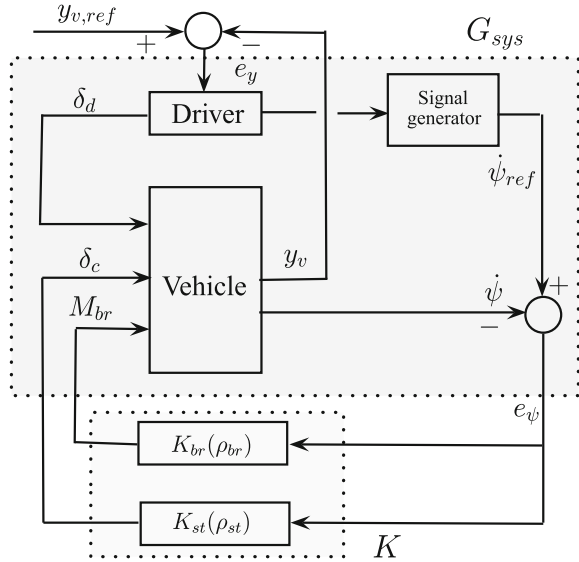 y_{v,ref}
+
−
G_{sys}
e_y
δ_d
Driver
Signal
generator
ψ̇_{ref}
δ_c
y_v
Vehicle
M_{br}
ψ̇
+
−
e_ψ
K_{br}(ρ_{br})
K_{st}(ρ_{st})
K